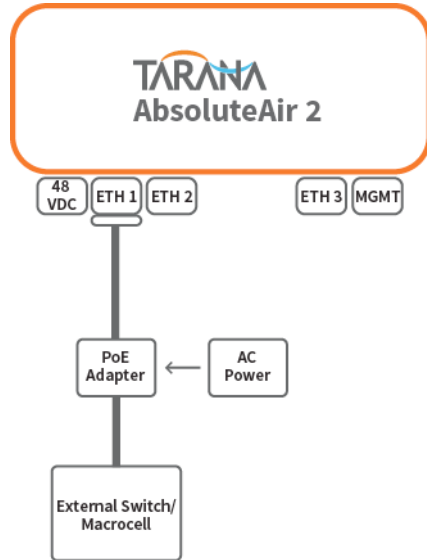 TARANA
AbsoluteAir 2
48
VDC
ETH 1
ETH 2
ETH 3
MGMT
PoE
Adapter
AC
Power
External Switch/
Macrocell